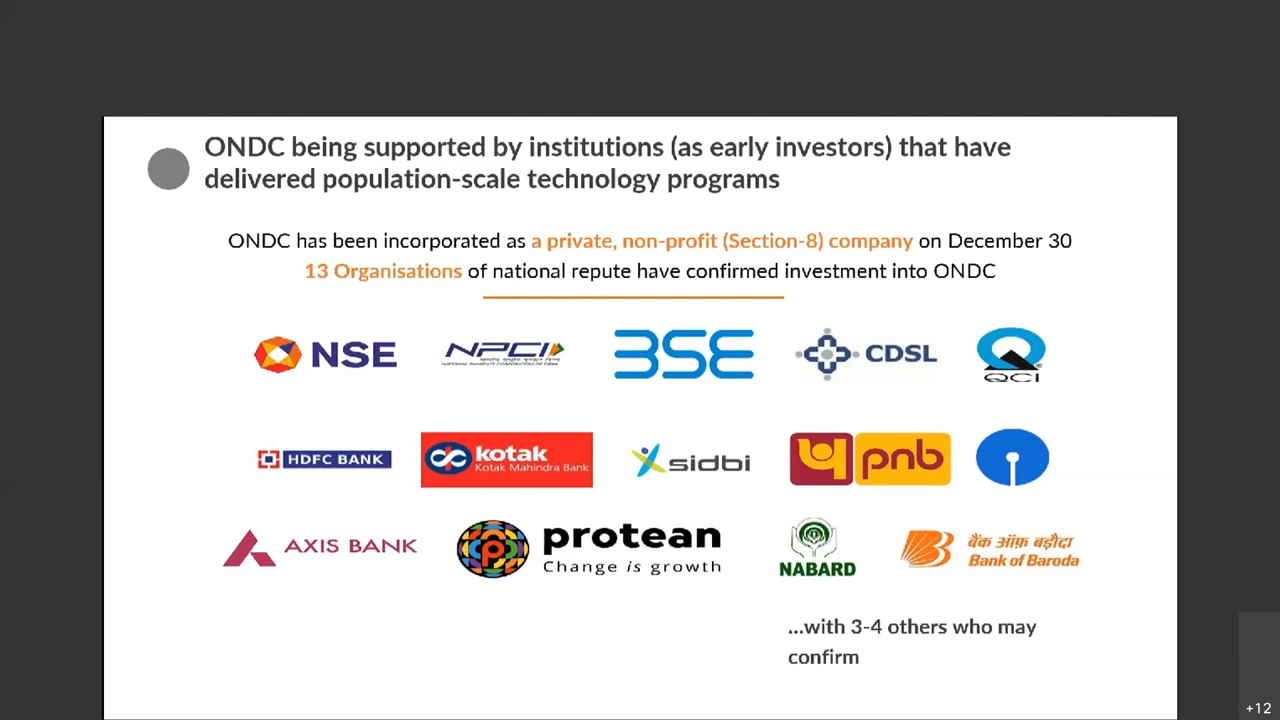 ONDC being supported by institutions (as early investors) that have
delivered population-scale technology programs
ONDC has been incorporated as a private, non-profit (Section-8) company on December 30
13 Organisations of national repute have confirmed investment into ONDC
NSE
NPCI
BSE
CDSL
QCI
HDFC BANK
kotak
Kotak Mahindra Bank
sidbi
pnb
AXIS BANK
protean
Change is growth
NABARD
बैंक ऑफ़ बड़ौदा
Bank of Baroda
...with 3-4 others who may
confirm
+12